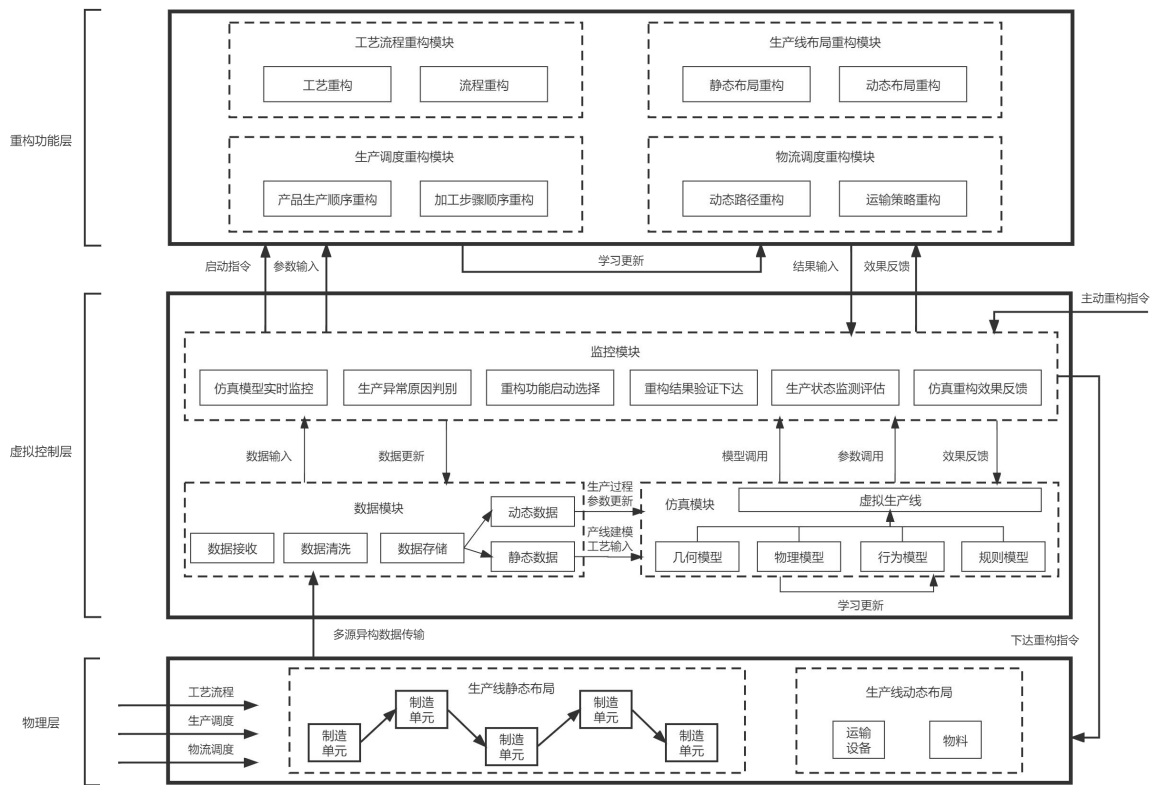 重构功能层
工艺流程重构模块
工艺重构
流程重构
生产线布局重构模块
静态布局重构
动态布局重构
生产调度重构模块
产品生产顺序重构
加工步骤顺序重构
物流调度重构模块
动态路径重构
运输策略重构
启动指令
参数输入
学习更新
结果输入
效果反馈
主动重构指令
虚拟控制层
监控模块
仿真模型实时监控
生产异常原因判别
重构功能启动选择
重构结果验证下达
生产状态监测评估
仿真重构效果反馈
数据输入
数据更新
模型调用
参数调用
效果反馈
数据模块
数据接收
数据清洗
数据存储
动态数据
静态数据
生产过程
参数更新
产线建模
工艺输入
仿真模块
虚拟生产线
几何模型
物理模型
行为模型
规则模型
学习更新
多源异构数据传输
下达重构指令
物理层
工艺流程
生产调度
物流调度
生产线静态布局
制造
单元
制造
单元
制造
单元
制造
单元
制造
单元
生产线动态布局
运输
设备
物料